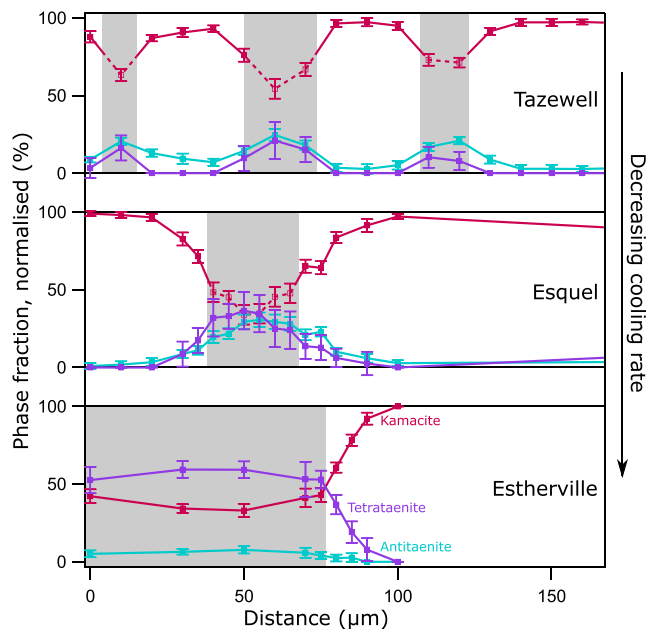 Phase fraction, normalised (%)
100
50
0
Tazewell
100
50
0
Esquel
100
50
0
Kamacite
Tetrataenite
Antitaenite
Estherville
0
50
100
150
Distance (μm)
Decreasing cooling rate